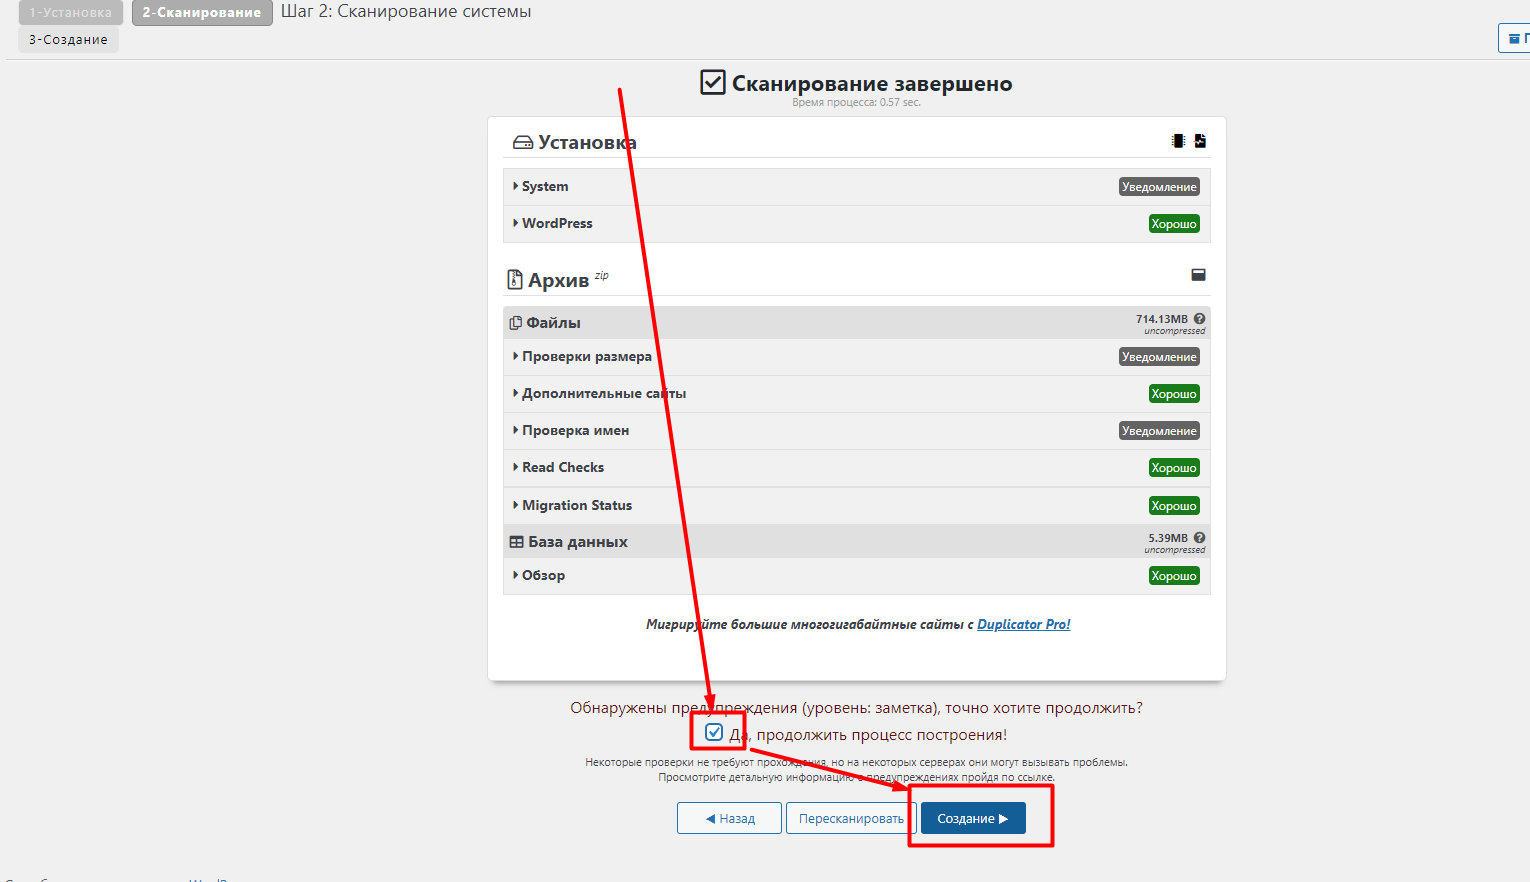 1-Установка 2-Сканирование Шаг 2: Сканирование системы
3-Создание
Сканирование завершено
Время процесса: 0.57 sec.
Установка
System Уведомление
WordPress Хорошо
Архив zip
Файлы 714.13MB
uncompressed
Проверки размера Уведомление
Дополнительные сайты Хорошо
Проверка имен Уведомление
Read Checks Хорошо
Migration Status Хорошо
База данных 5.39MB
uncompressed
Обзор Хорошо
Мигрируйте большие многогигабайтные сайты с Duplicator Pro!
Обнаружены предупреждения (уровень: заметка), точно хотите продолжить?
Да, продолжить процесс построения!
Некоторые проверки не требуют прохождения, но на некоторых серверах они могут вызывать проблемы.
Просмотрите детальную информацию о предупреждениях пройдя по ссылке.
Назад Пересканировать Создание